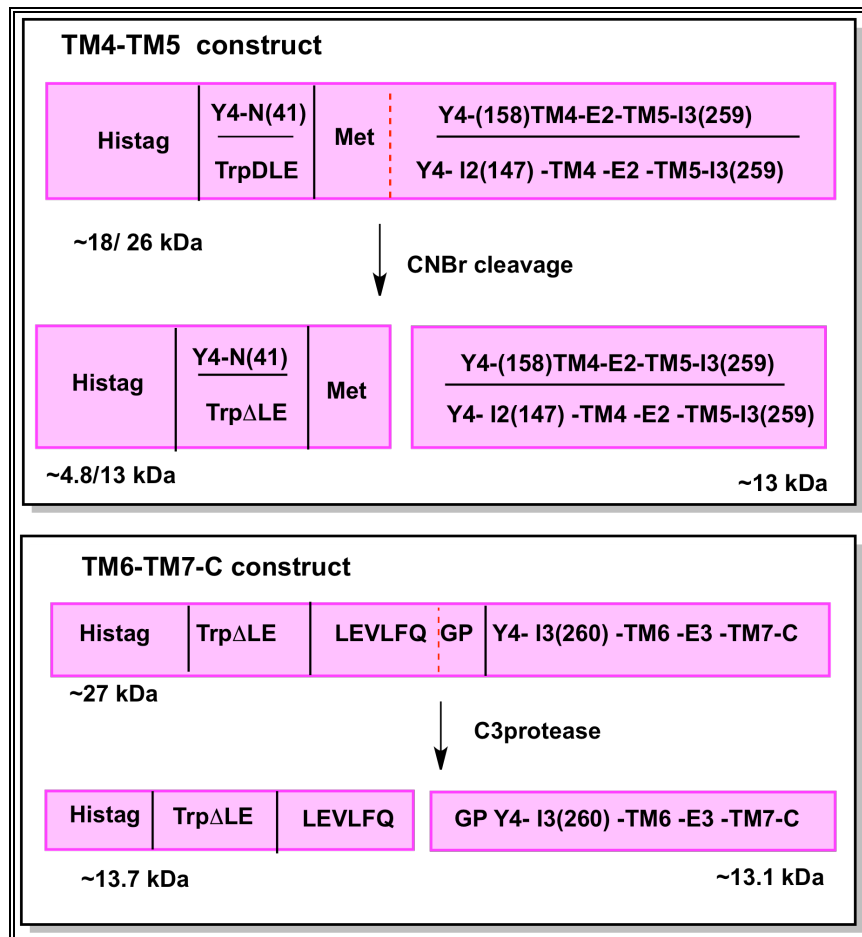 TM4-TM5 construct
Histag
Y4-N(41)
TrpDLE
Met
Y4-(158)TM4-E2-TM5-I3(259)
Y4- I2(147) -TM4 -E2 -TM5-I3(259)
~18/ 26 kDa
CNBr cleavage
Histag
Y4-N(41)
TrpΔLE
Met
Y4-(158)TM4-E2-TM5-I3(259)
Y4- I2(147) -TM4 -E2 -TM5-I3(259)
~4.8/13 kDa
~13 kDa
TM6-TM7-C construct
Histag
TrpΔLE
LEVLFQ GP
Y4- I3(260) -TM6 -E3 -TM7-C
~27 kDa
C3protease
Histag
TrpΔLE
LEVLFQ
GP Y4- I3(260) -TM6 -E3 -TM7-C
~13.7 kDa
~13.1 kDa